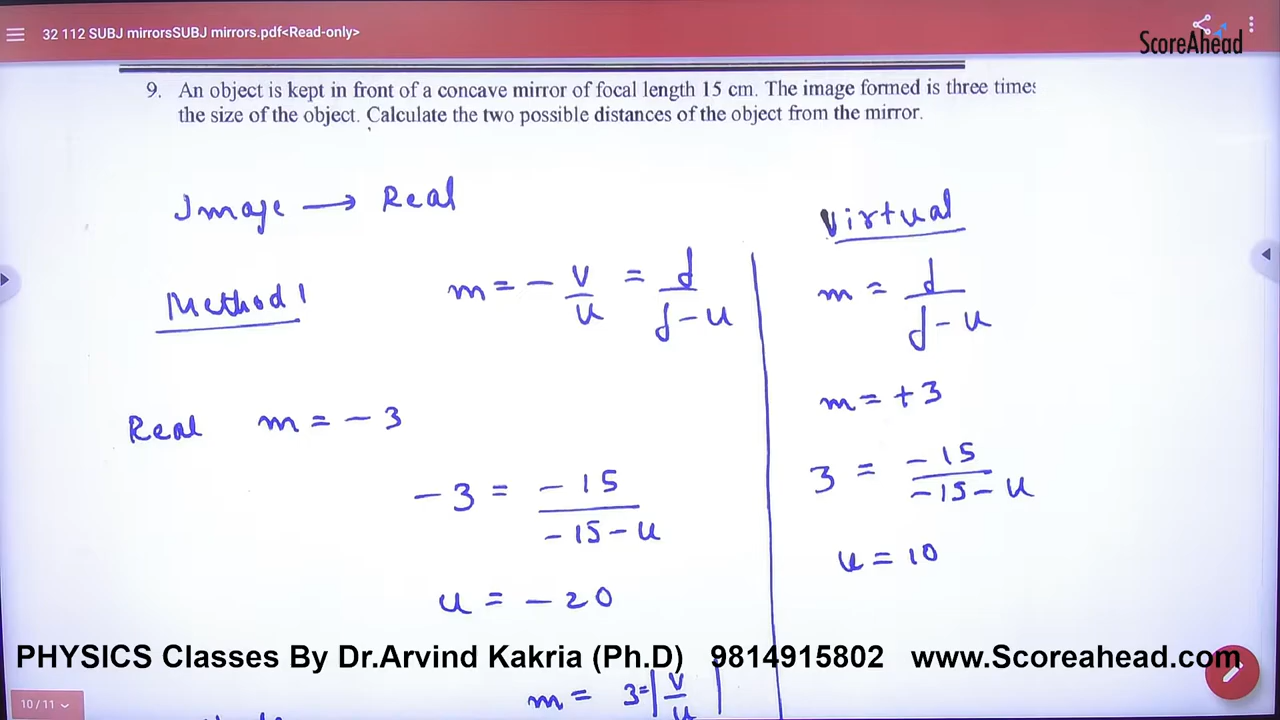 32 112 SUBJ mirrorsSUBJ mirrors.pdf<Read-only>
ScoreAhead
9. An object is kept in front of a concave mirror of focal length 15 cm. The image formed is three times
the size of the object. Calculate the two possible distances of the object from the mirror.
Image → Real
Method 1
m = - v/u = f/f-u
Real m = -3
-3 = -15/-15-u
u = -20
Virtual
m = f/f-u
m = +3
3 = -15/-15-u
u = 10
PHYSICS Classes By Dr.Arvind Kakria (Ph.D) 9814915802 www.Scoreahead.com
10/11
m = 3=|v/u|